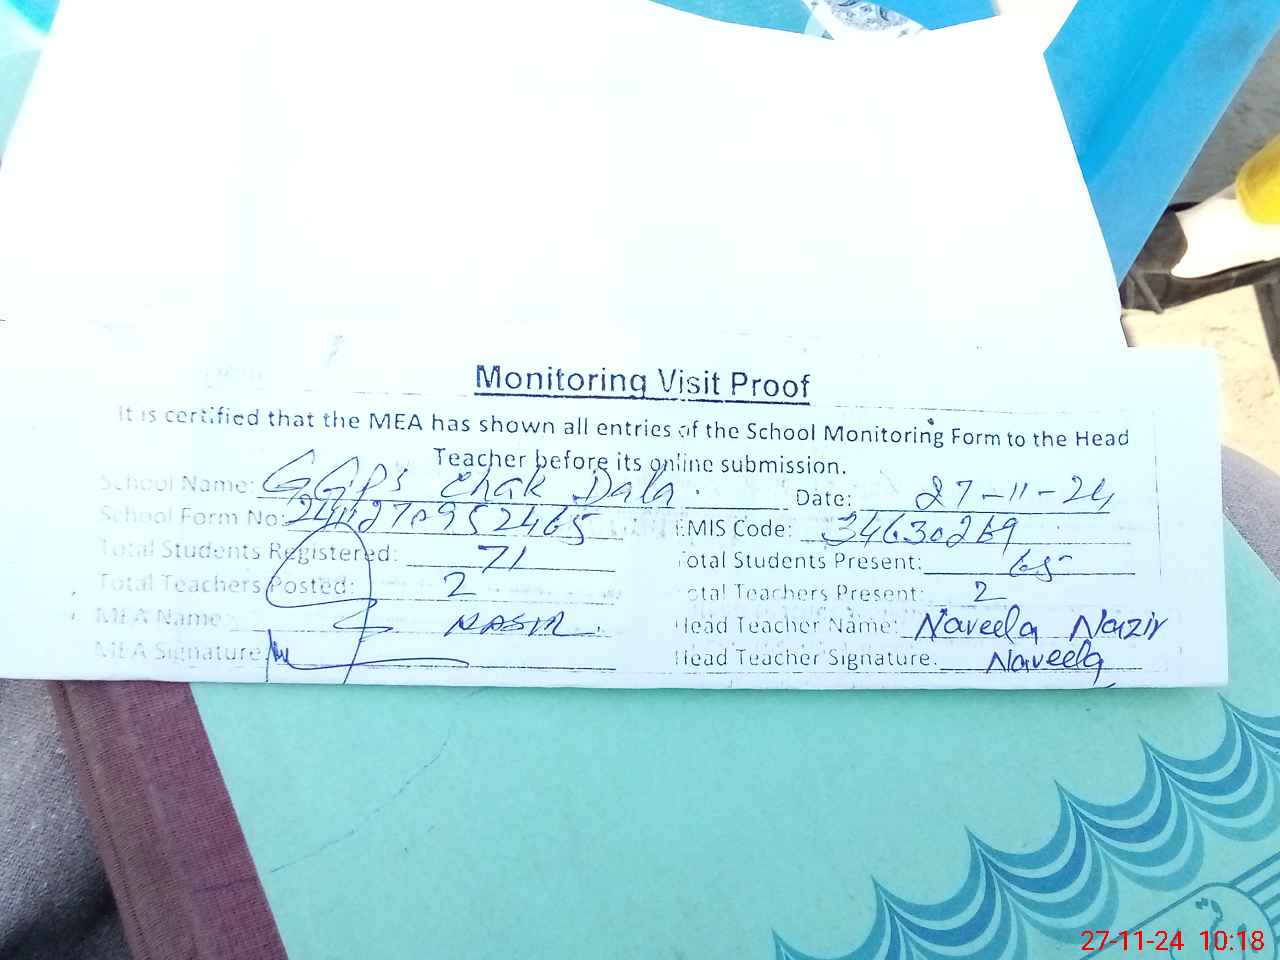 Monitoring Visit Proof
It is certified that the MEA has shown all entries of the School Monitoring Form to the Head
Teacher before its online submission.
School Name: GGPS Chak Dala. Date: 27-11-24
School Form No: 2411270952465 EMIS Code: 34630269
Total Students Registered: 71 Total Students Present: 65
Total Teachers Posted: 2 Total Teachers Present: 2
MEA Name: NASIR. Head Teacher Name: Naveela Nazir
MEA Signature: Head Teacher Signature. Naveela
27-11-24 10:18